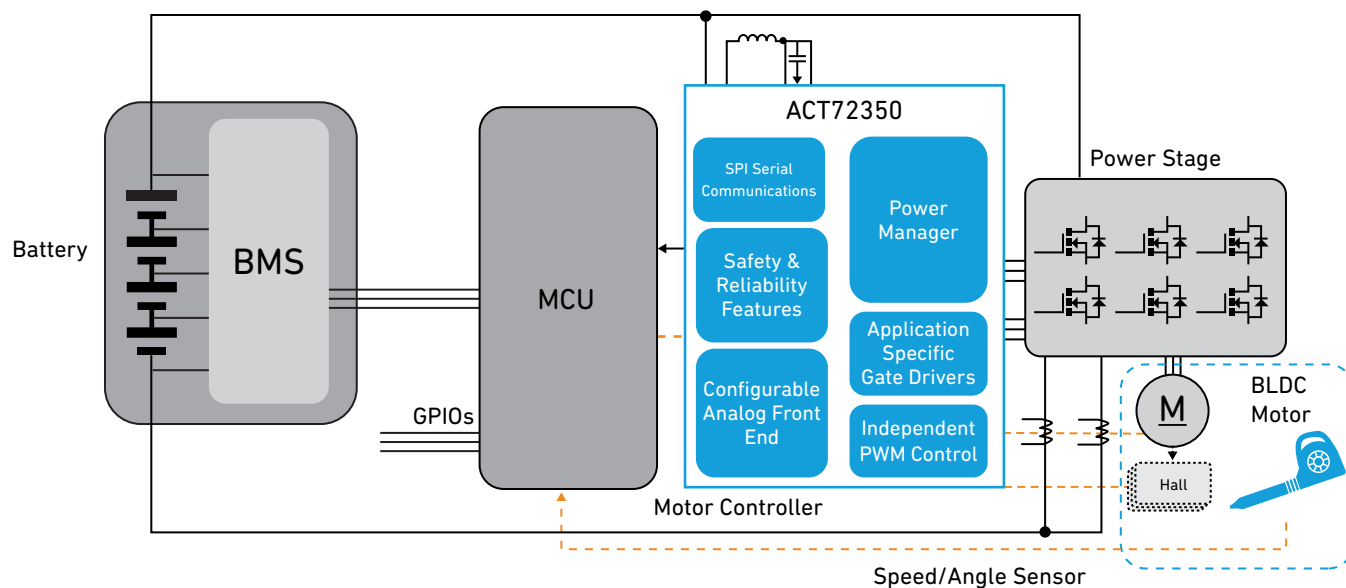 ACT72350
SPI Serial
Communications
Power
Manager
Power Stage
Battery
BMS
MCU
Safety &
Reliability
Features
Application
Specific
Gate Drivers
Configurable
Analog Front
End
Independent
PWM Control
GPIOs
M
BLDC
Motor
Hall
Motor Controller
Speed/Angle Sensor